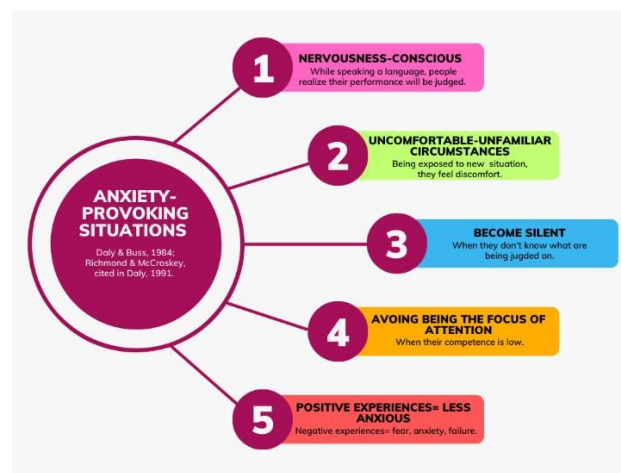 ANXIETY-
PROVOKING
SITUATIONS
Daly & Buss, 1984;
Richmond & McCroskey,
cited in Daly, 1991.
1
NERVOUSNESS-CONSCIOUS
While speaking a language, people
realize their performance will be judged.
2
UNCOMFORTABLE-UNFAMILIAR
CIRCUMSTANCES
Being exposed to new situation,
they feel discomfort.
3
BECOME SILENT
When they don't know what are
being jugded on.
4
AVOING BEING THE FOCUS OF
ATTENTION
When their competence is low.
5
POSITIVE EXPERIENCES= LESS
ANXIOUS
Negative experiences= fear, anxiety, failure.